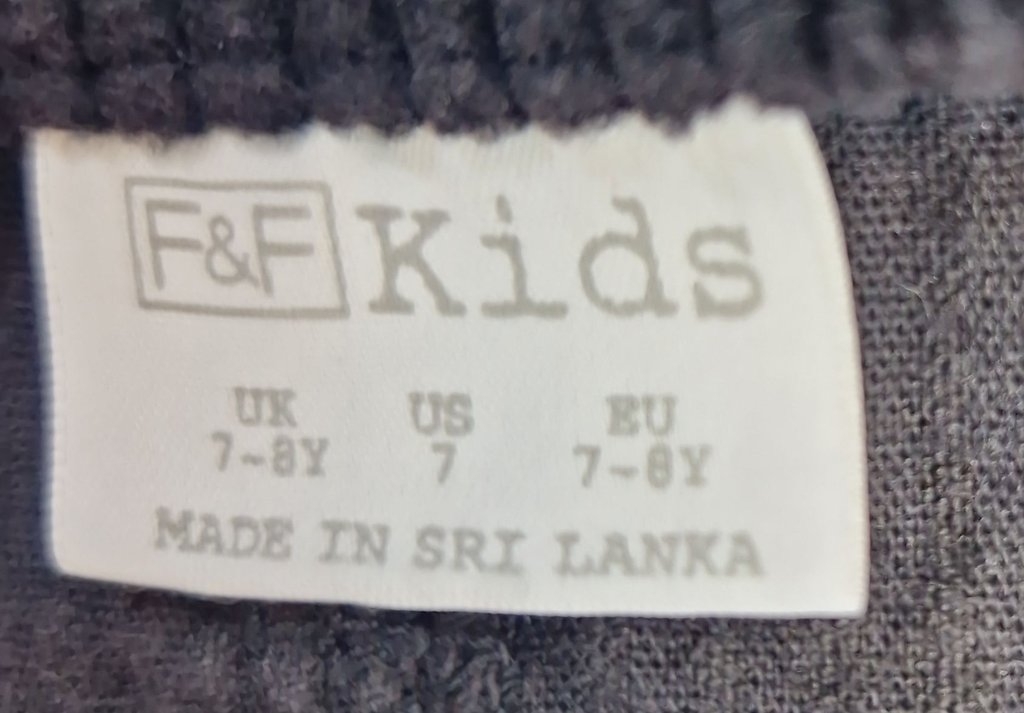 F&F Kids
UK US EU
7-8Y 7 7-8Y
MADE IN SRI LANKA